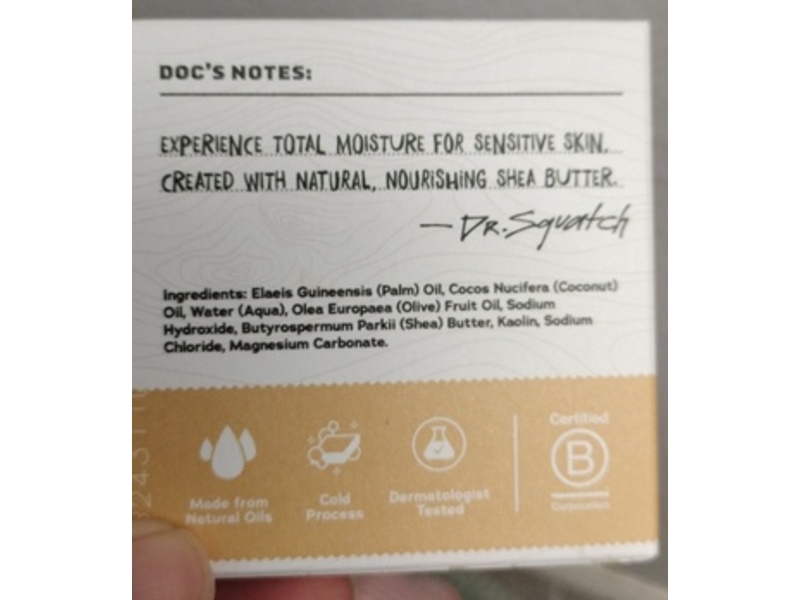 DOC'S NOTES:
EXPERIENCE TOTAL MOISTURE FOR SENSITIVE SKIN.
CREATED WITH NATURAL, NOURISHING SHEA BUTTER.
— DR. Squatch
Ingredients: Elaeis Guineensis (Palm) Oil, Cocos Nucifera (Coconut)
Oil, Water (Aqua), Olea Europaea (Olive) Fruit Oil, Sodium
Hydroxide, Butyrospermum Parkii (Shea) Butter, Kaolin, Sodium
Chloride, Magnesium Carbonate.
Made from
Natural Oils
Cold
Process
Dermatologist
Tested
Certified
B
Corporation